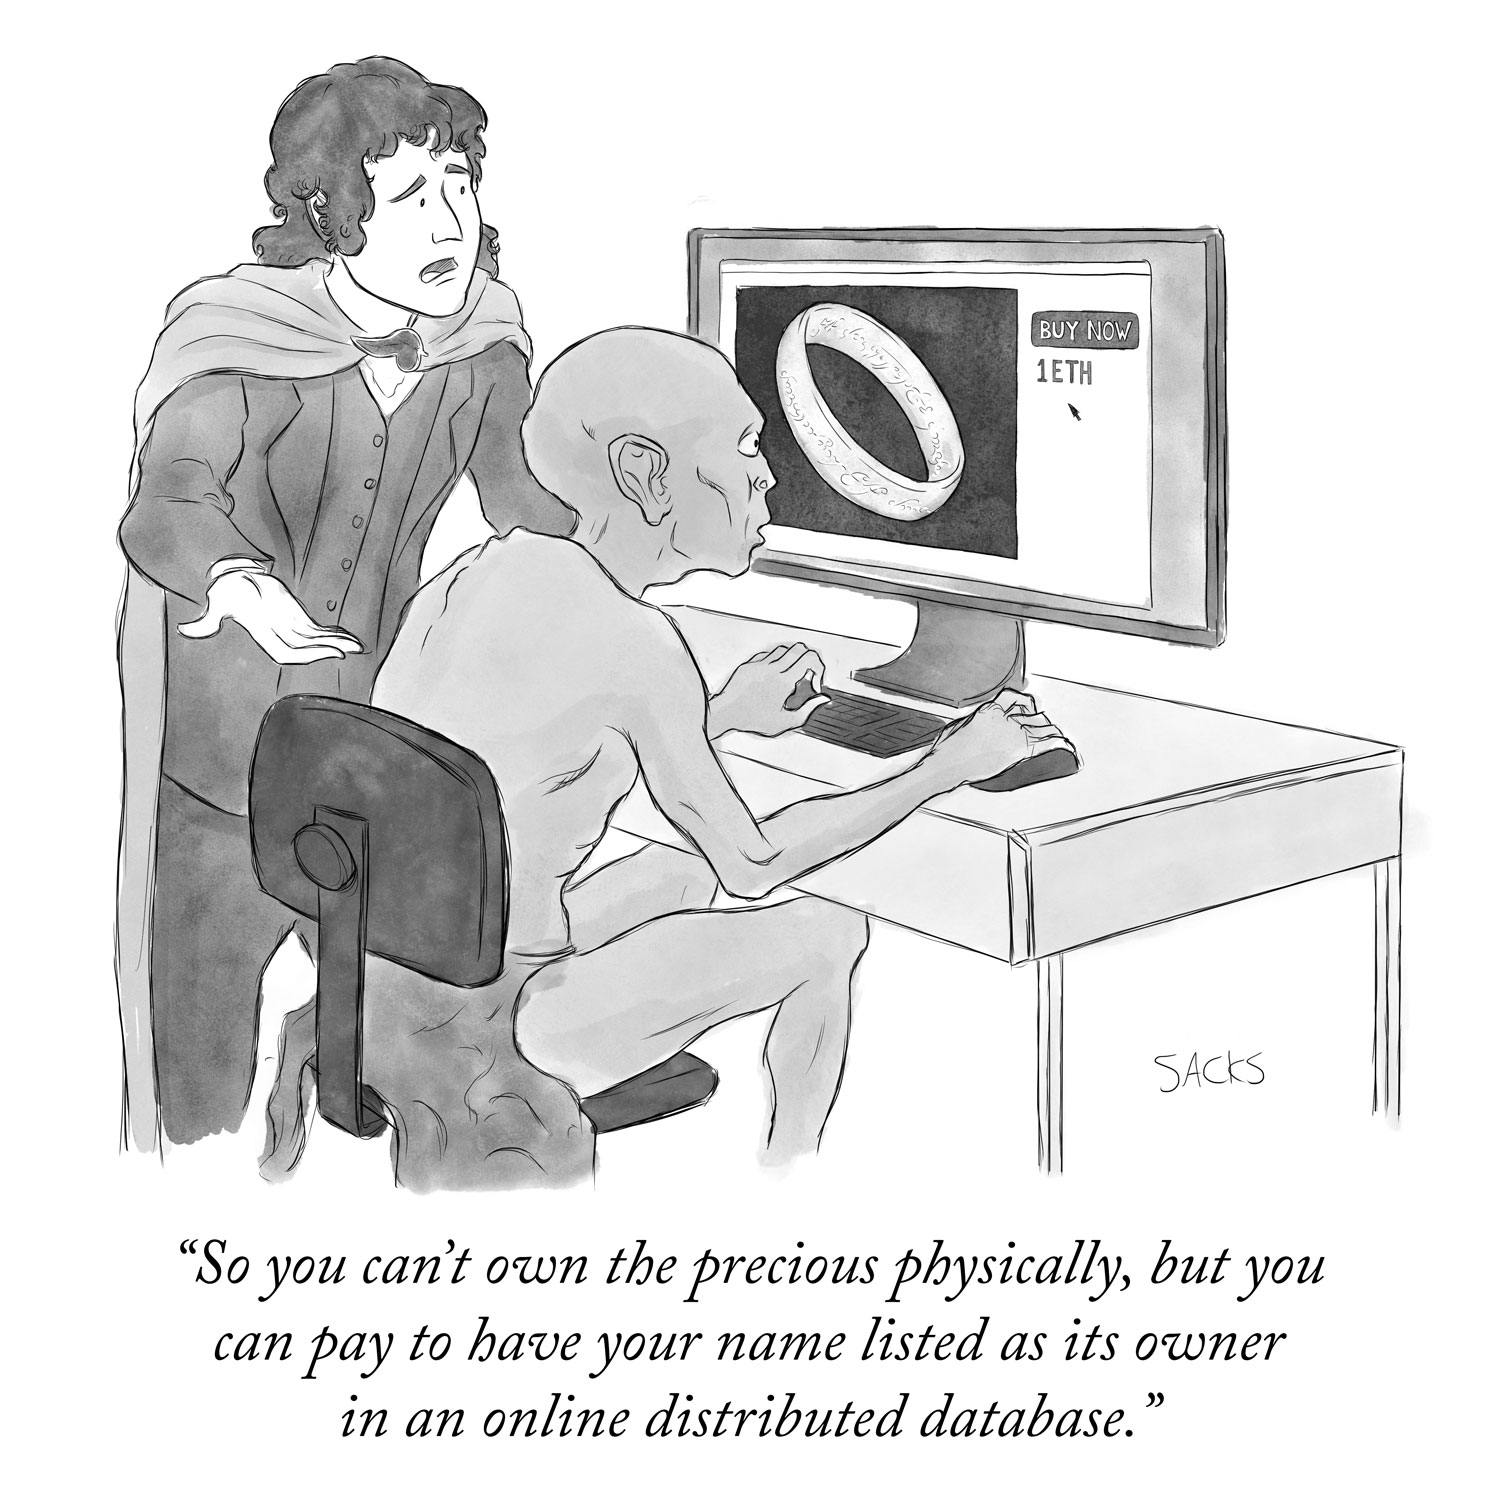 BUY NOW
1ETH
SACKS
“So you can’t own the precious physically, but you
can pay to have your name listed as its owner
in an online distributed database.”